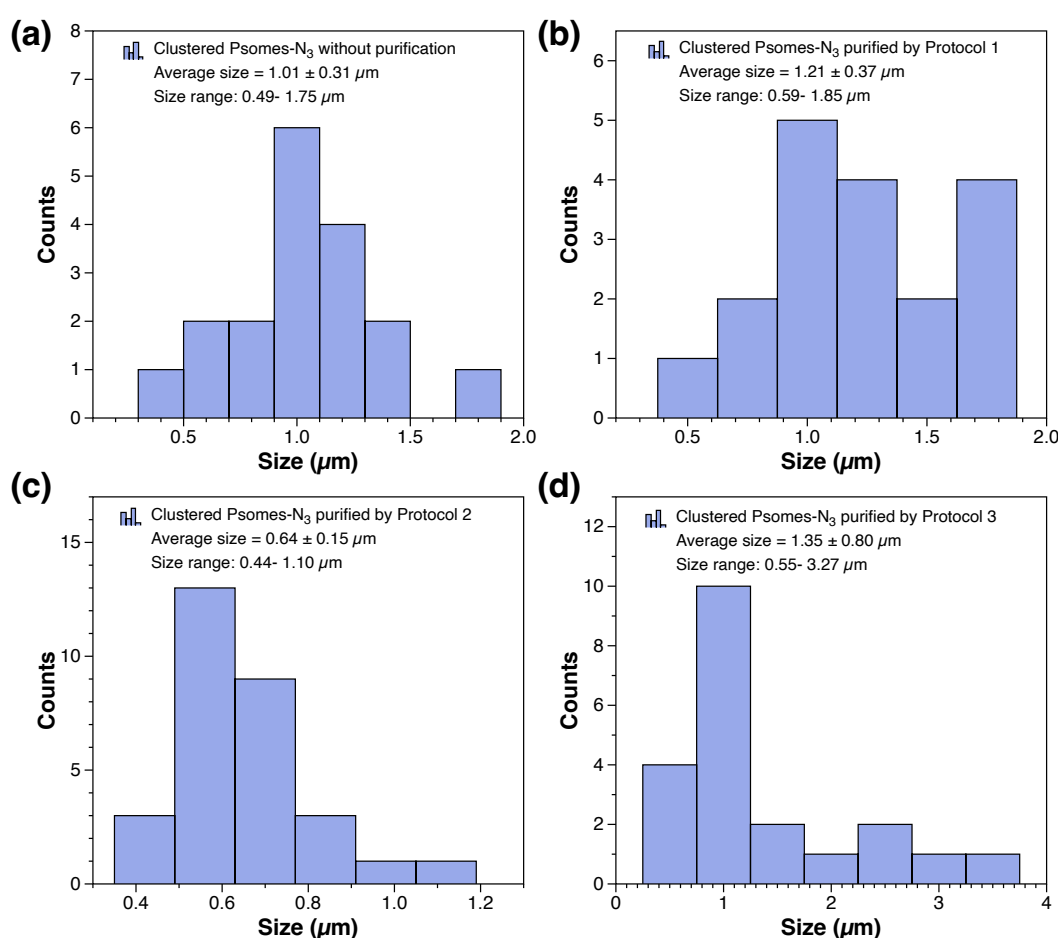 (a)
Clustered Psomes-N₃ without purification
Average size = 1.01 ± 0.31 µm
Size range: 0.49- 1.75 µm
8
7
6
5
4
3
2
1
0
Counts
0.5
1.0
1.5
2.0
Size (µm)
(b)
Clustered Psomes-N₃ purified by Protocol 1
Average size = 1.21 ± 0.37 µm
Size range: 0.59- 1.85 µm
6
5
4
3
2
1
0
Counts
0.5
1.0
1.5
2.0
Size (µm)
(c)
Clustered Psomes-N₃ purified by Protocol 2
Average size = 0.64 ± 0.15 µm
Size range: 0.44- 1.10 µm
15
10
5
0
Counts
0.4
0.6
0.8
1.0
1.2
Size (µm)
(d)
Clustered Psomes-N₃ purified by Protocol 3
Average size = 1.35 ± 0.80 µm
Size range: 0.55- 3.27 µm
12
10
8
6
4
2
0
Counts
0
1
2
3
4
Size (µm)